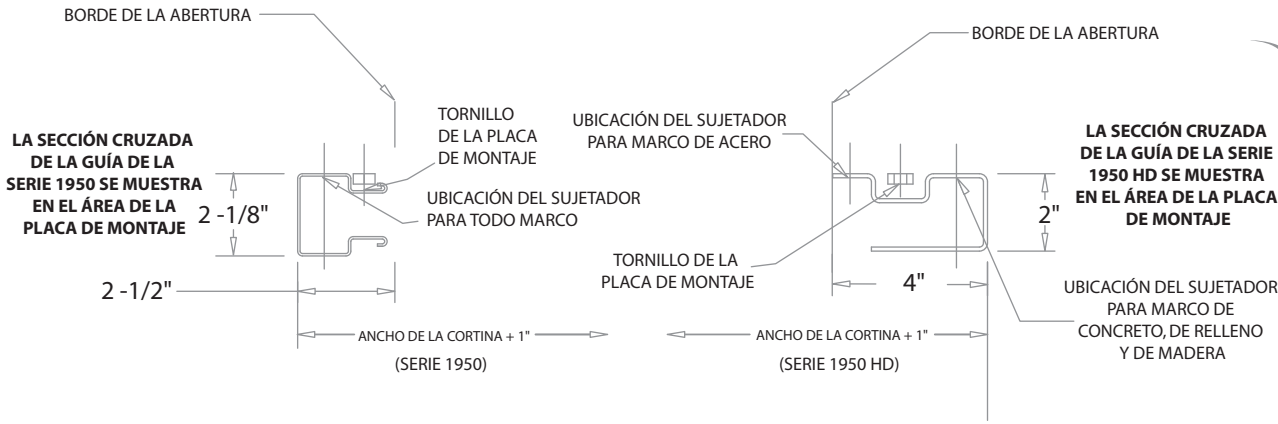 BORDE DE LA ABERTURA
LA SECCIÓN CRUZADA
DE LA GUÍA DE LA
SERIE 1950 SE MUESTRA
EN EL ÁREA DE LA
PLACA DE MONTAJE
TORNILLO
DE LA PLACA
DE MONTAJE
UBICACIÓN DEL SUJETADOR
PARA TODO MARCO
2 -1/8"
2 -1/2"
ANCHO DE LA CORTINA + 1"
(SERIE 1950)
BORDE DE LA ABERTURA
UBICACIÓN DEL SUJETADOR
PARA MARCO DE ACERO
LA SECCIÓN CRUZADA
DE LA GUÍA DE LA SERIE
1950 HD SE MUESTRA
EN EL ÁREA DE LA PLACA
DE MONTAJE
TORNILLO DE LA
PLACA DE MONTAJE
2"
4"
UBICACIÓN DEL SUJETADOR
PARA MARCO DE
CONCRETO, DE RELLENO
Y DE MADERA
ANCHO DE LA CORTINA + 1"
(SERIE 1950 HD)